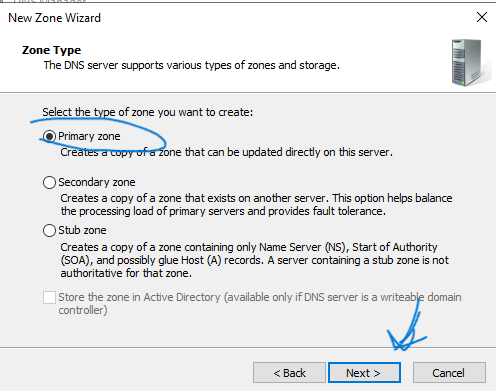 New Zone Wizard
Zone Type
The DNS server supports various types of zones and storage.
Select the type of zone you want to create:
Primary zone
Creates a copy of a zone that can be updated directly on this server.
Secondary zone
Creates a copy of a zone that exists on another server. This option helps balance
the processing load of primary servers and provides fault tolerance.
Stub zone
Creates a copy of a zone containing only Name Server (NS), Start of Authority
(SOA), and possibly glue Host (A) records. A server containing a stub zone is not
authoritative for that zone.
Store the zone in Active Directory (available only if DNS server is a writeable domain
controller)
< Back
Next >
Cancel